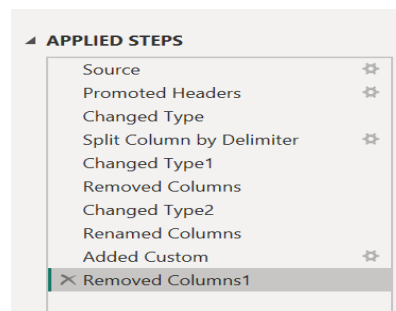 APPLIED STEPS
Source
Promoted Headers
Changed Type
Split Column by Delimiter
Changed Type1
Removed Columns
Changed Type2
Renamed Columns
Added Custom
Removed Columns1